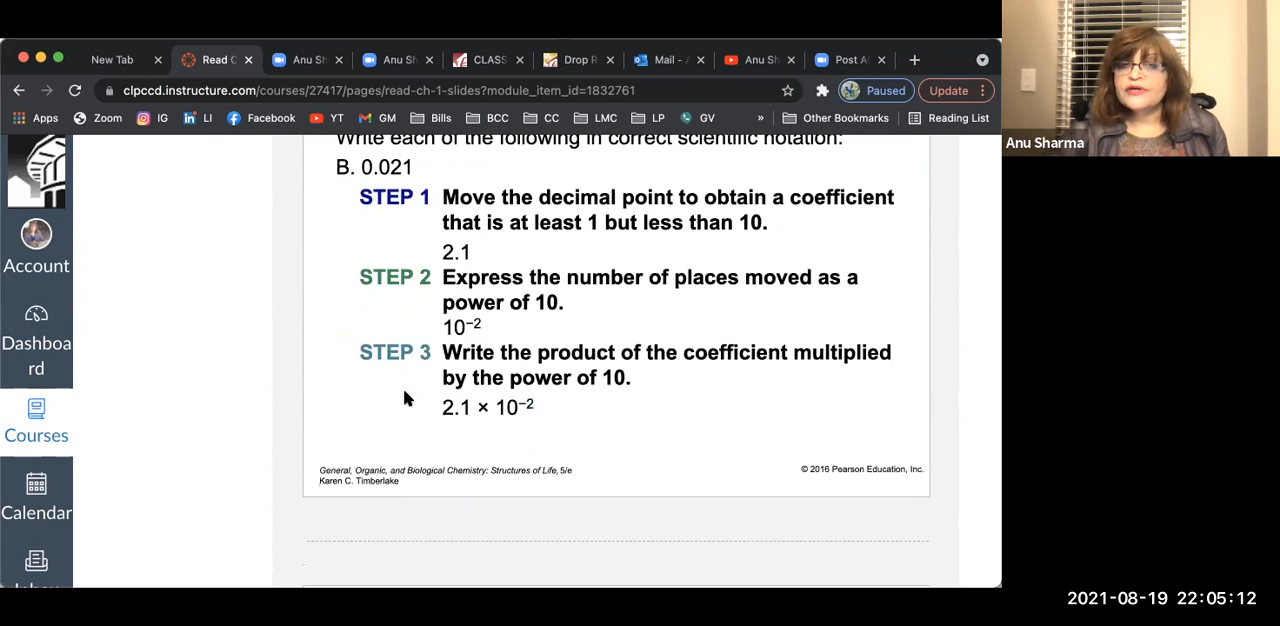 New Tab
Read C
Anu Sh
Anu Sh
CLASS
Drop R
Mail - 
Anu Sh
Post A
clpccd.instructure.com/courses/27417/pages/read-ch-1-slides?module_item_id=1832761
Paused
Update
Apps
Zoom
IG
LI
Facebook
YT
GM
Bills
BCC
CC
LMC
LP
GV
»
Other Bookmarks
Reading List
Anu Sharma
Account
Dashboa
rd
Courses
Calendar
Write each of the following in correct scientific notation:
B. 0.021
STEP 1 Move the decimal point to obtain a coefficient
that is at least 1 but less than 10.
2.1
STEP 2 Express the number of places moved as a
power of 10.
10⁻²
STEP 3 Write the product of the coefficient multiplied
by the power of 10.
2.1 × 10⁻²
General, Organic, and Biological Chemistry: Structures of Life, 5/e
Karen C. Timberlake
© 2016 Pearson Education, Inc.
2021-08-19 22:05:12